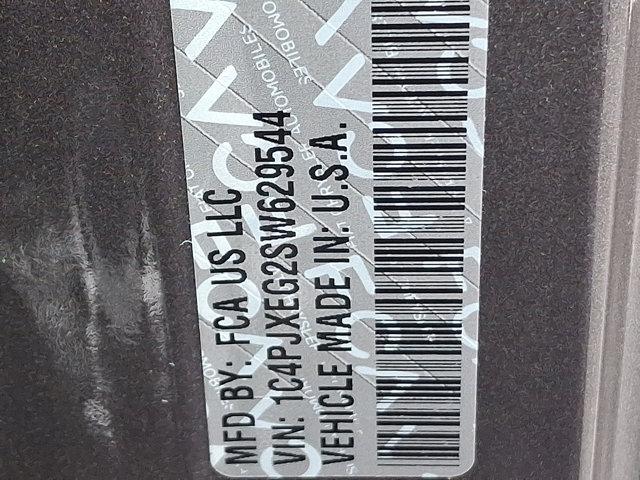 MFD BY: FCA US LLC
VIN: 1C4PJXEG2SW629544
VEHICLE MADE IN: U.S.A.